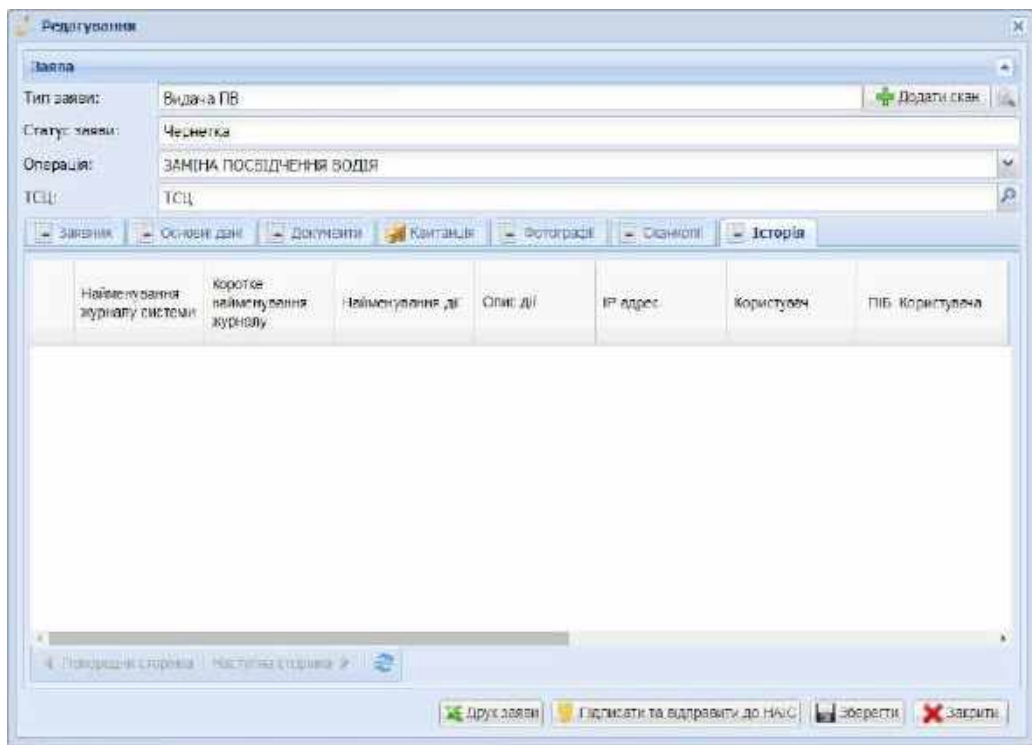 Редагування
Заява
Тип заяви: Видача ПВ Додати скан
Статус заяви: Чернетка
Операція: ЗАМІНА ПОСВІДЧЕННЯ ВОДІЯ
ТСЦ: ТСЦ
Заявник Основні дані Документи Квитанція Фотографії Сканкопії Історія
Найменування журналу системи
Коротке найменування журналу
Найменування дії
Опис дії
IP адрес
Користувач
ПІБ Користувача
Попередня сторінка Наступна сторінка
Друк заяви Підписати та відправити до НАІС Зберегти Закрити